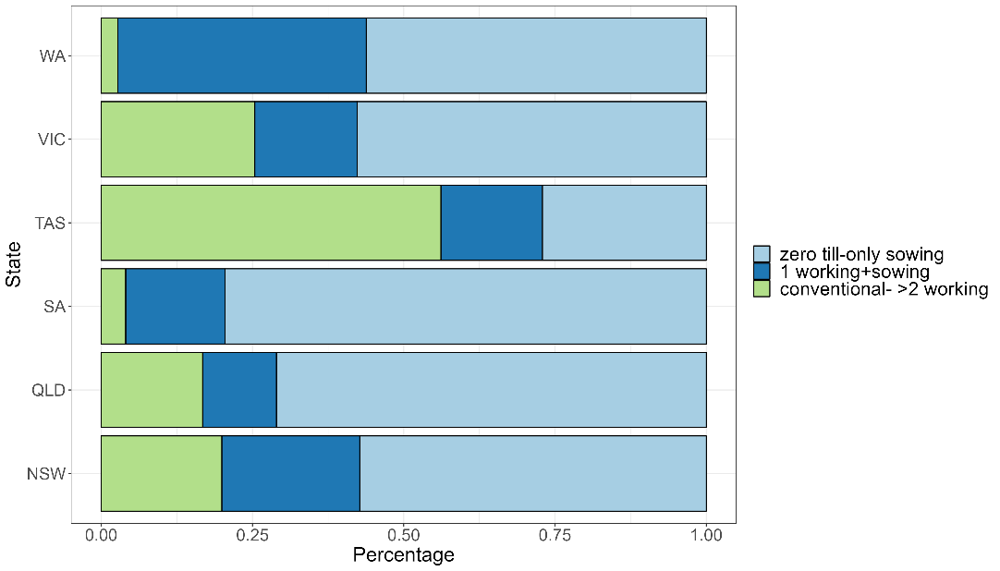 WA
VIC
TAS
SA
QLD
NSW
State
0.00 0.25 0.50 0.75 1.00
Percentage
zero till-only sowing
1 working+sowing
conventional- >2 working